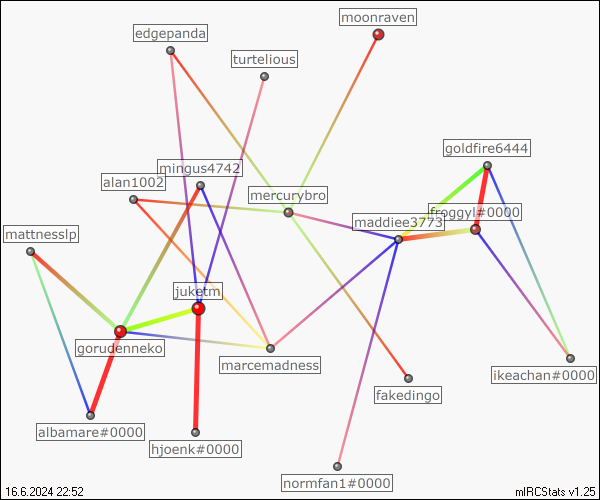 moonraven
edgepanda
turtelious
goldfire6444
mingus4742
alan1002
mercurybro
froggyl#0000
maddiee3773
mattnesslp
juketm
gorudenneko
marcemadness
ikeachan#0000
fakedingo
albamare#0000
hjoenk#0000
normfan1#0000
16.6.2024 22:52
mIRCStats v1.25